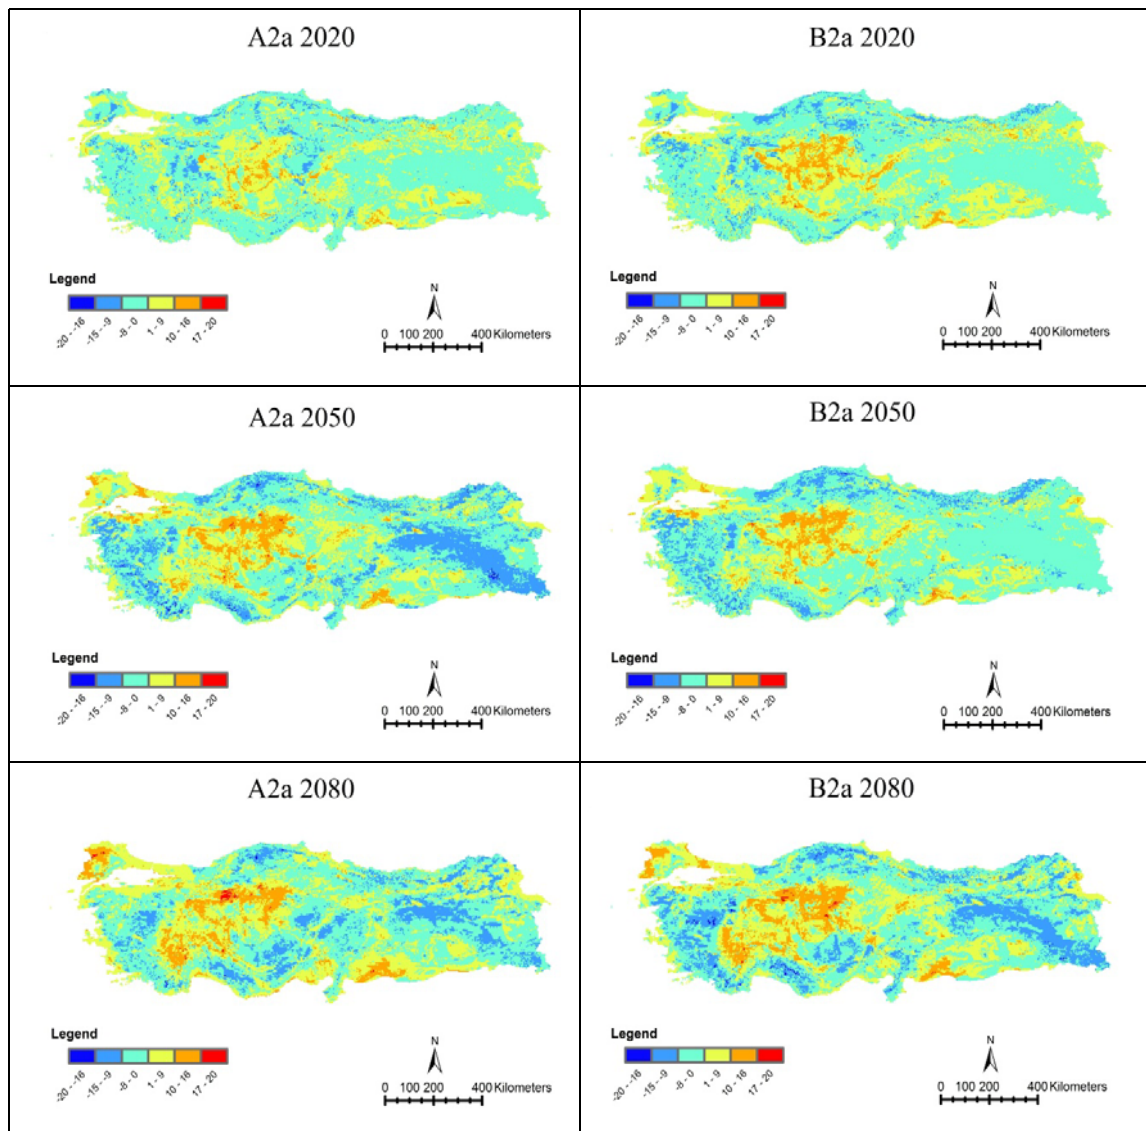 A2a 2020
Legend
-20 - -16
-15 - -9
-8 - 0
1 - 9
10 - 16
17 - 20
N
0 100 200 400 Kilometers
B2a 2020
Legend
-20 - -16
-15 - -9
-8 - 0
1 - 9
10 - 16
17 - 20
N
0 100 200 400 Kilometers
A2a 2050
Legend
-20 - -16
-15 - -9
-8 - 0
1 - 9
10 - 16
17 - 20
N
0 100 200 400 Kilometers
B2a 2050
Legend
-20 - -16
-15 - -9
-8 - 0
1 - 9
10 - 16
17 - 20
N
0 100 200 400 Kilometers
A2a 2080
Legend
-20 - -16
-15 - -9
-8 - 0
1 - 9
10 - 16
17 - 20
N
0 100 200 400 Kilometers
B2a 2080
Legend
-20 - -16
-15 - -9
-8 - 0
1 - 9
10 - 16
17 - 20
N
0 100 200 400 Kilometers